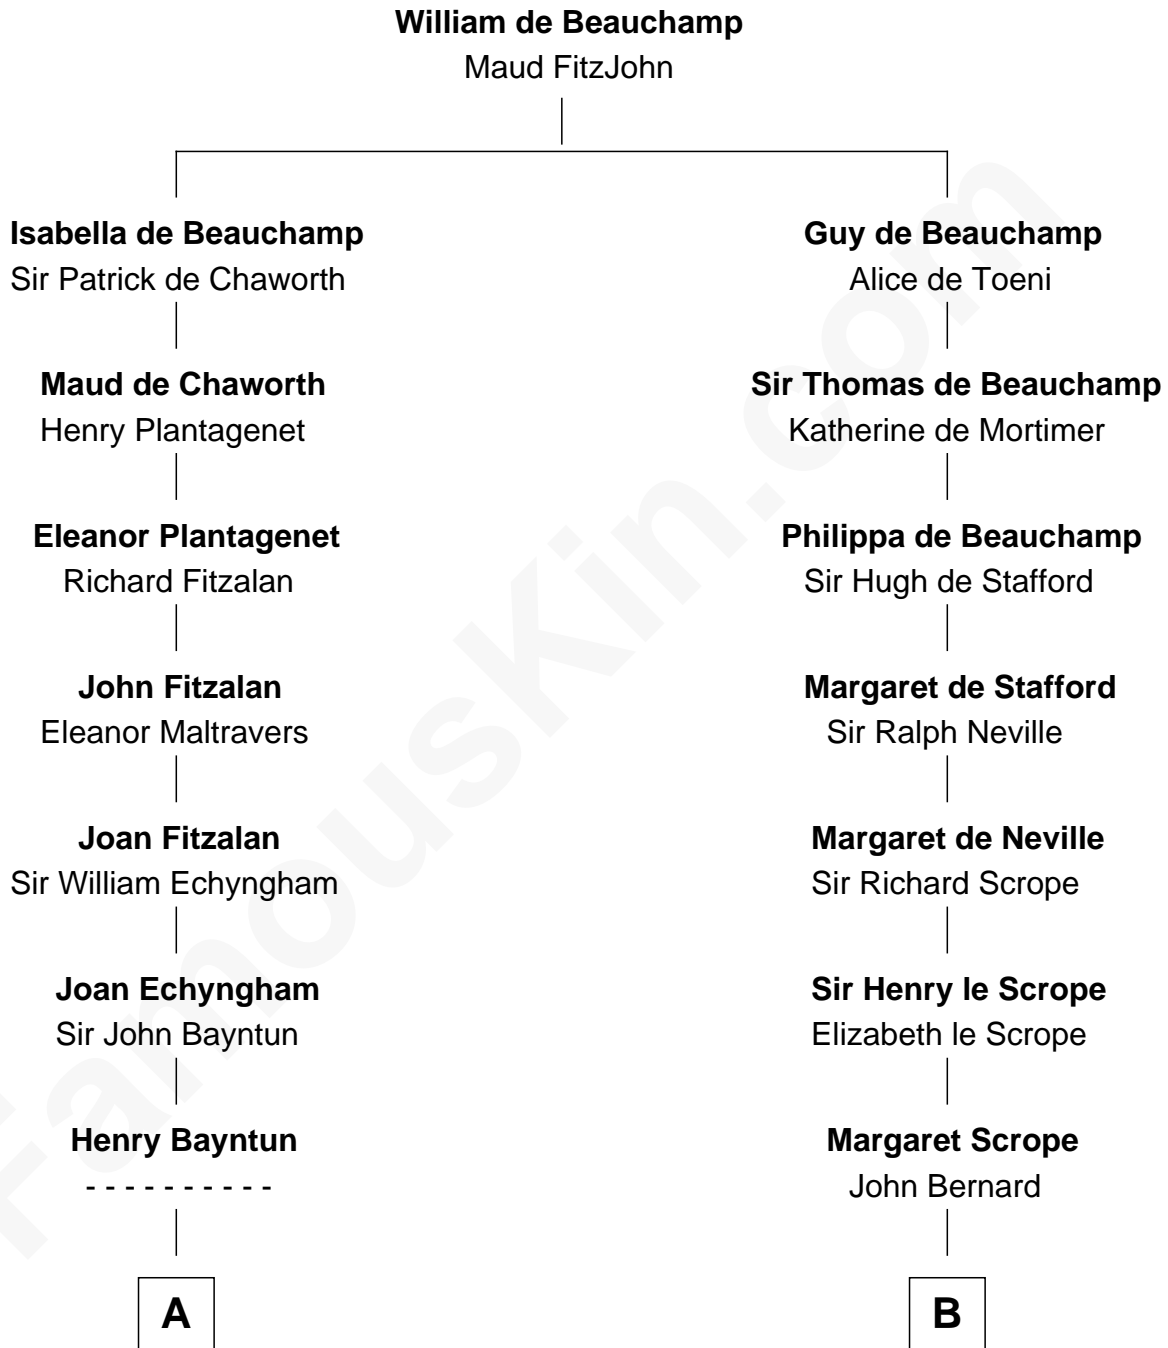 William de Beauchamp
Maud FitzJohn
Isabella de Beauchamp
Sir Patrick de Chaworth
Guy de Beauchamp
Alice de Toeni
Maud de Chaworth
Henry Plantagenet
Sir Thomas de Beauchamp
Katherine de Mortimer
Eleanor Plantagenet
Richard Fitzalan
Philippa de Beauchamp
Sir Hugh de Stafford
John Fitzalan
Eleanor Maltravers
Margaret de Stafford
Sir Ralph Neville
Joan Fitzalan
Sir William Echyngham
Margaret de Neville
Sir Richard Scrope
Joan Echyngham
Sir John Bayntun
Sir Henry le Scrope
Elizabeth le Scrope
Henry Bayntun
- - - - - - - - - -
Margaret Scrope
John Bernard
A
B
FamousKin.com